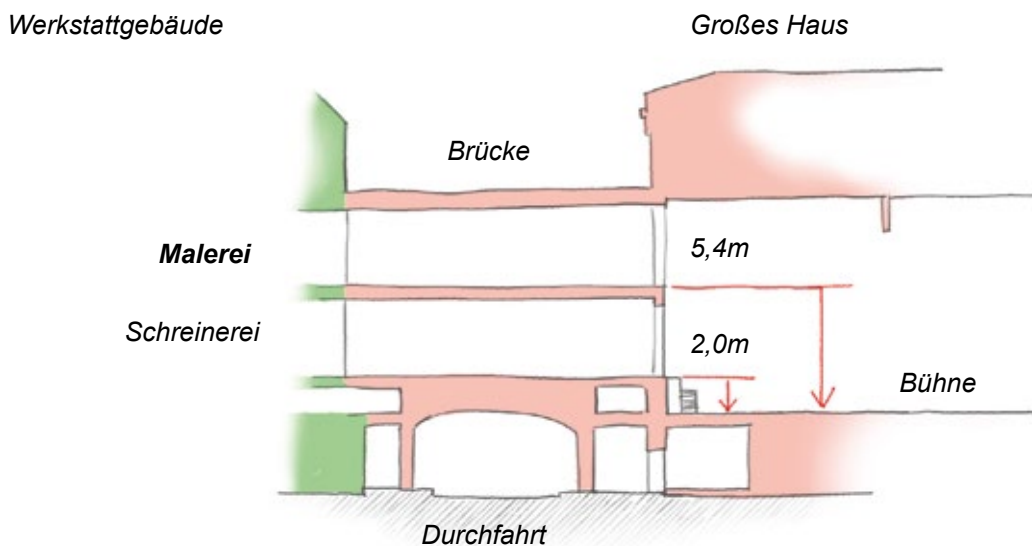 Werkstattgebäude
Großes Haus
Brücke
Malerei
5,4m
Schreinerei
2,0m
Bühne
Durchfahrt